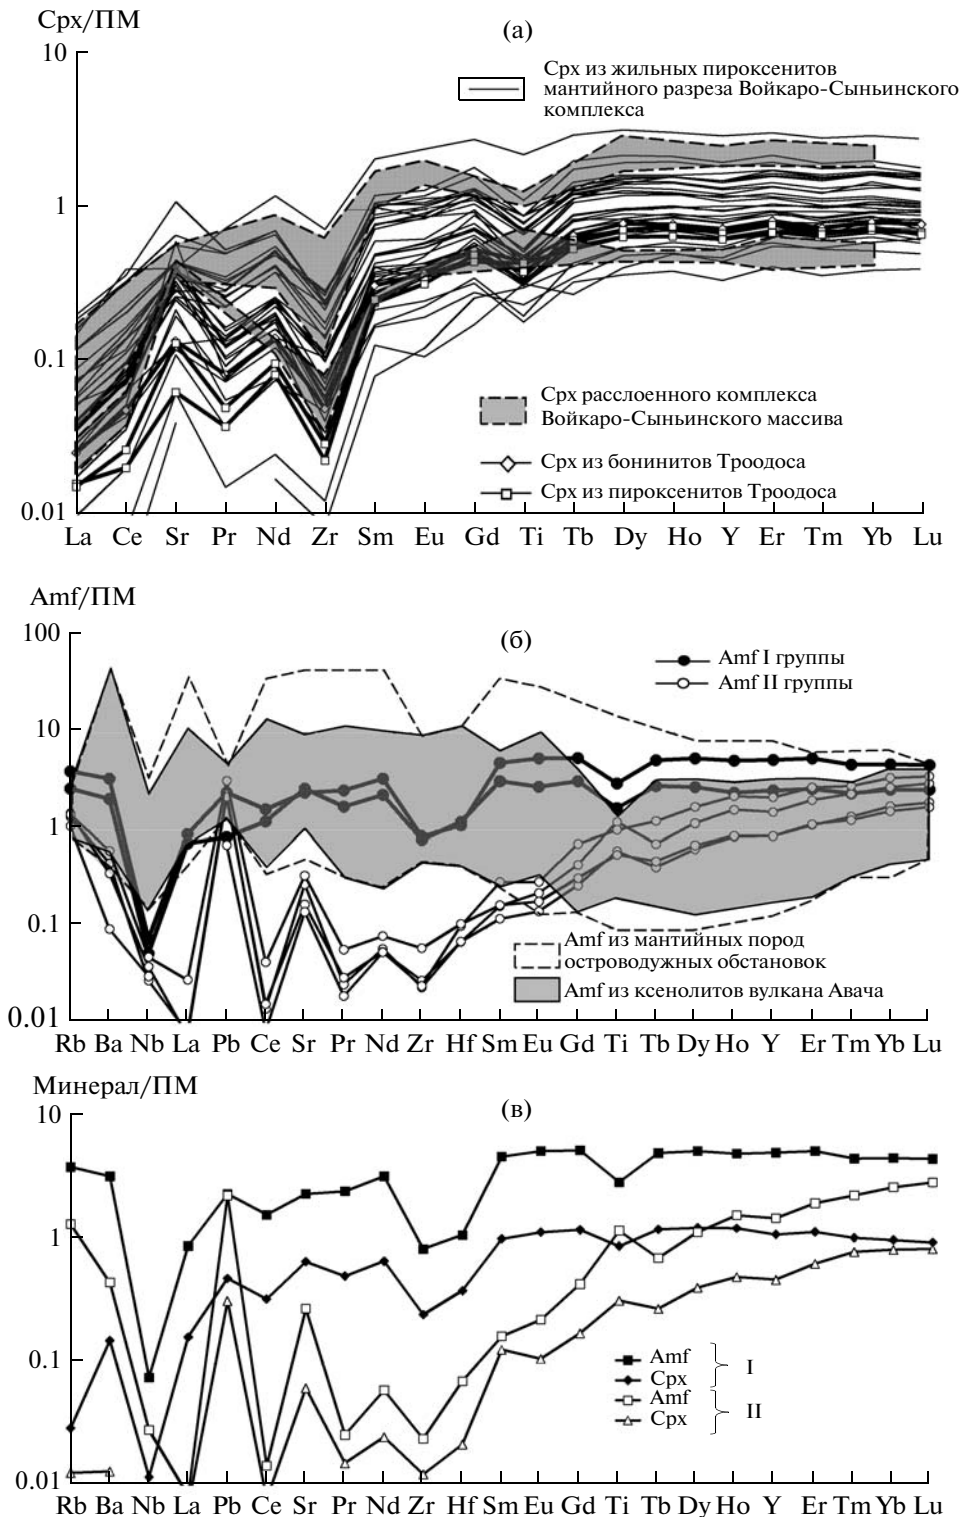 Cpx/ПМ
(а)
10
Cpx из жильных пироксенитов
мантийного разреза Войкаро-Сыньинского
комплекса
1
0.1
Cpx расслоенного комплекса
Войкаро-Сыньинского массива
Cpx из бонинитов Троодоса
Cpx из пироксенитов Троодоса
0.01
La Ce Sr Pr Nd Zr Sm Eu Gd Ti Tb Dy Ho Y Er Tm Yb Lu
Amf/ПМ
100
(б)
Amf I группы
Amf II группы
10
1
0.1
Amf из мантийных пород
островодужных обстановок
Amf из ксенолитов вулкана Авача
0.01
Rb Ba Nb La Pb Ce Sr Pr Nd Zr Hf Sm Eu Gd Ti Tb Dy Ho Y Er Tm Yb Lu
Минерал/ПМ
10
(в)
1
0.1
Amf
Cpx
I
Amf
Cpx
II
0.01
Rb Ba Nb La Pb Ce Sr Pr Nd Zr Hf Sm Eu Gd Ti Tb Dy Ho Y Er Tm Yb Lu